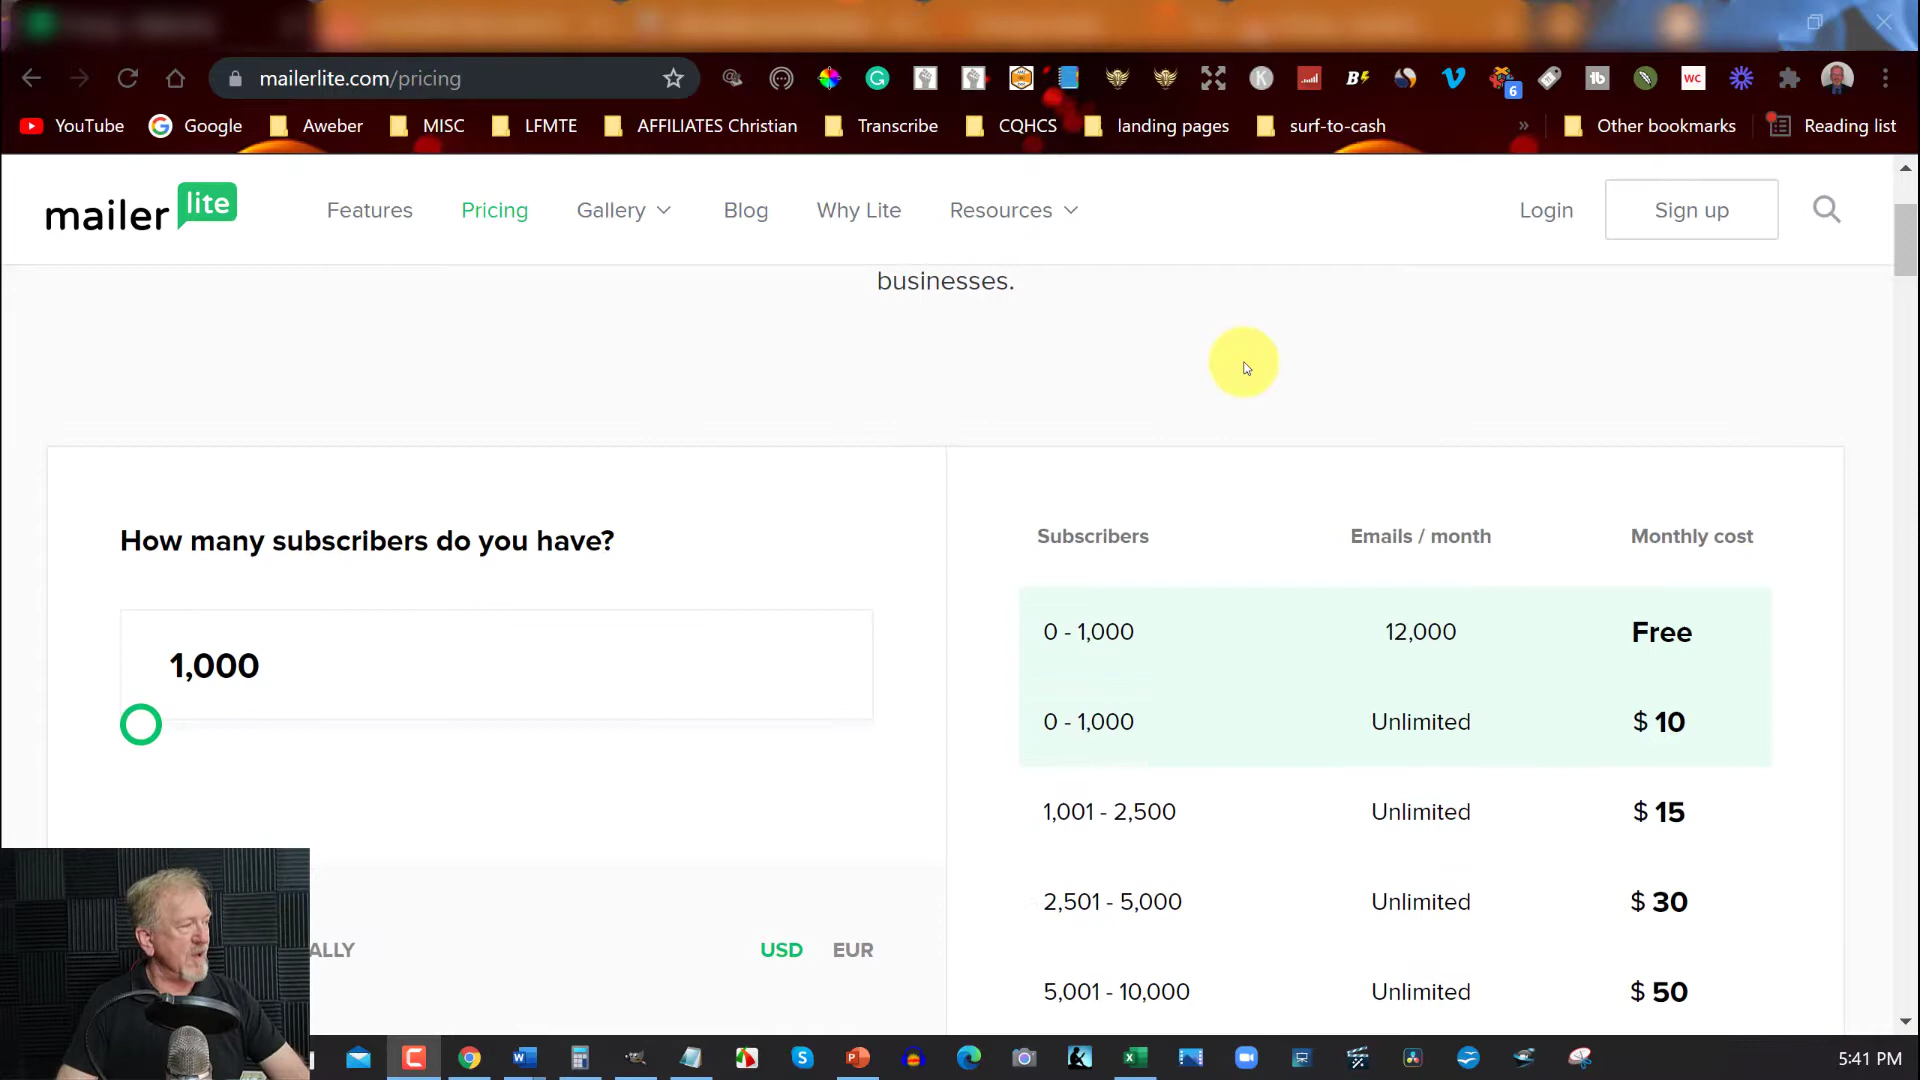 mailerlite.com/pricing
6
WC
YouTube Google Aweber MISC LFMTE AFFILIATES Christian Transcribe CQHCS landing pages surf-to-cash » Other bookmarks Reading list
mailer lite Features Pricing Gallery Blog Why Lite Resources Login Sign up
businesses.
How many subscribers do you have?
1,000
ALLY USD EUR
Subscribers Emails / month Monthly cost
0 - 1,000 12,000 Free
0 - 1,000 Unlimited $ 10
1,001 - 2,500 Unlimited $ 15
2,501 - 5,000 Unlimited $ 30
5,001 - 10,000 Unlimited $ 50
5:41 PM